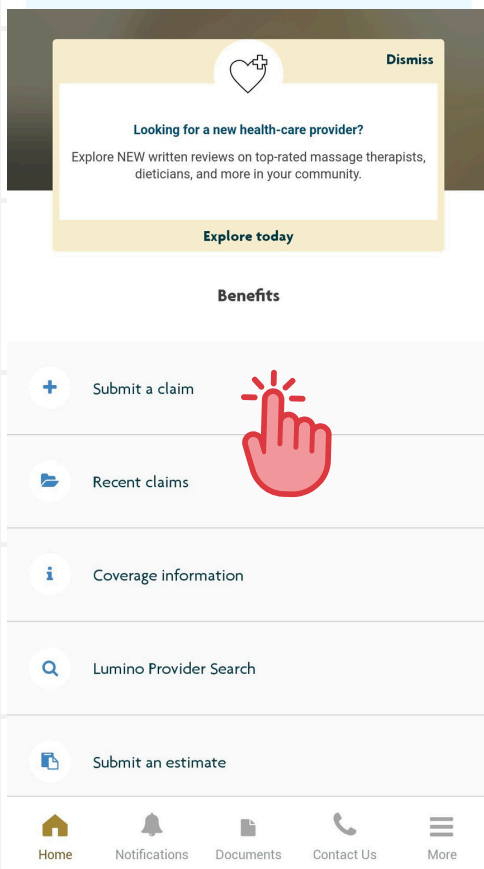 Dismiss
Looking for a new health-care provider?
Explore NEW written reviews on top-rated massage therapists,
dieticians, and more in your community.
Explore today
Benefits
Submit a claim
Recent claims
Coverage information
Lumino Provider Search
Submit an estimate
Home Notifications Documents Contact Us More